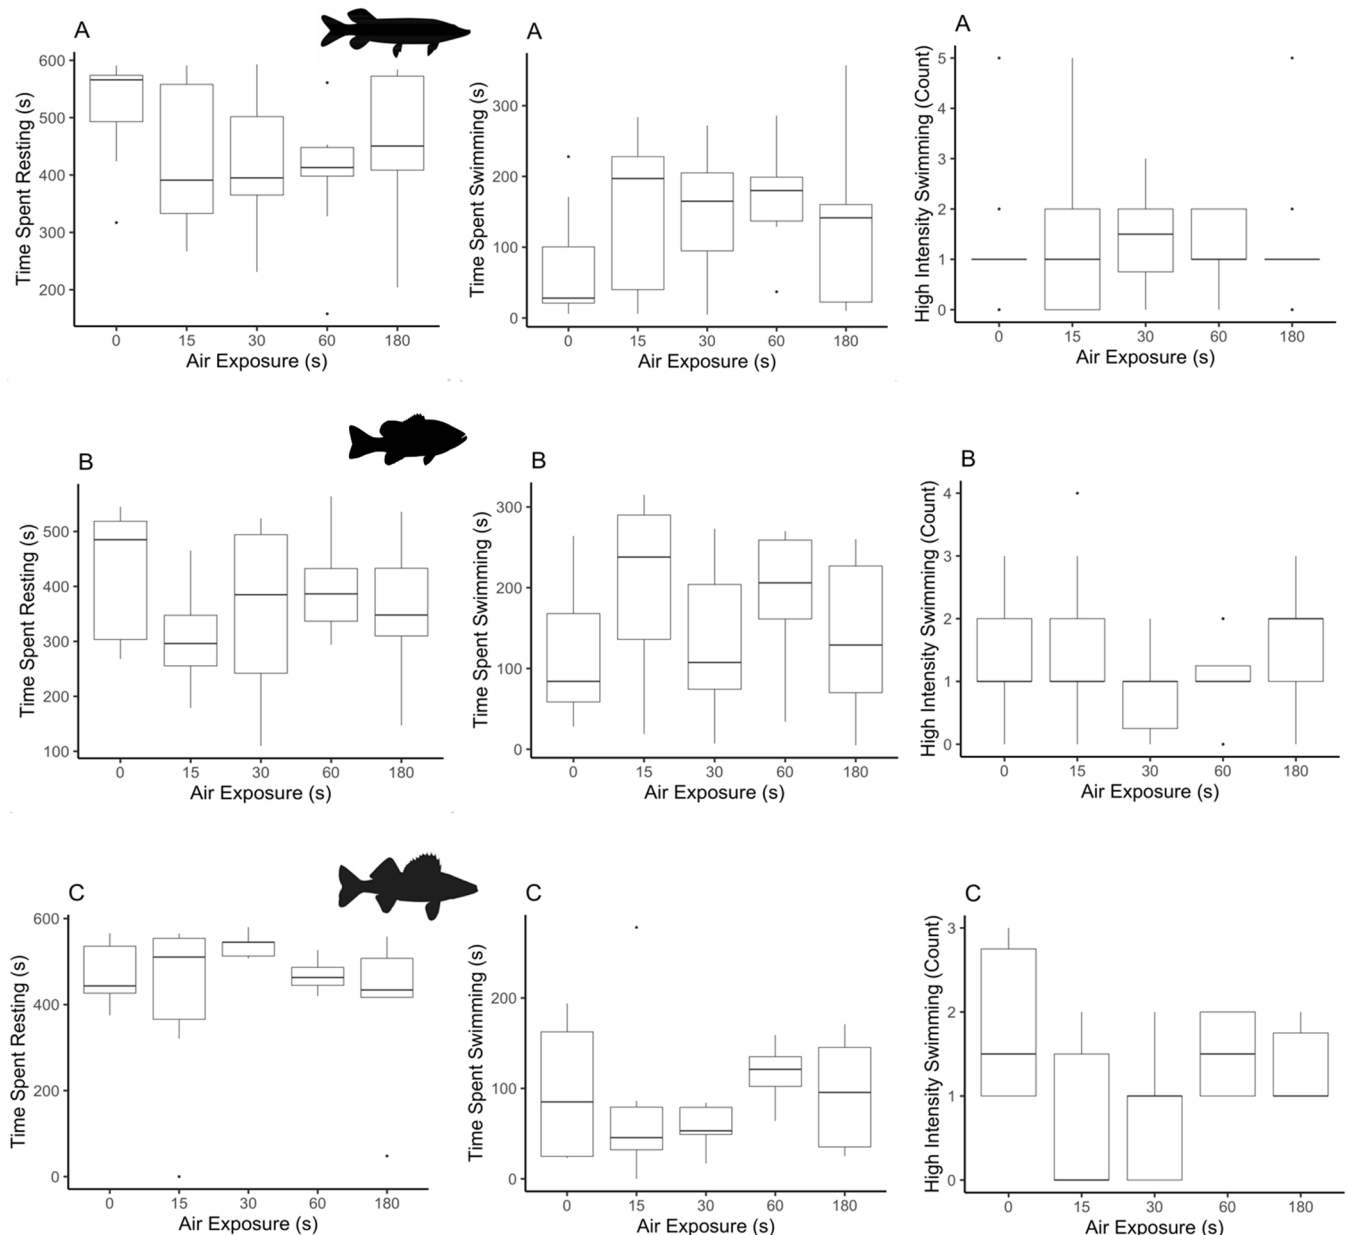 A
Time Spent Resting (s)
600
500
400
300
200
0 15 30 60 180
Air Exposure (s)
A
Time Spent Swimming (s)
300
200
100
0
0 15 30 60 180
Air Exposure (s)
A
High Intensity Swimming (Count)
5
4
3
2
1
0
0 15 30 60 180
Air Exposure (s)
B
Time Spent Resting (s)
500
400
300
200
100
0 15 30 60 180
Air Exposure (s)
B
Time Spent Swimming (s)
300
200
100
0
0 15 30 60 180
Air Exposure (s)
B
High Intensity Swimming (Count)
4
3
2
1
0
0 15 30 60 180
Air Exposure (s)
C
Time Spent Resting (s)
600
400
200
0
0 15 30 60 180
Air Exposure (s)
C
Time Spent Swimming (s)
200
100
0
0 15 30 60 180
Air Exposure (s)
C
High Intensity Swimming (Count)
3
2
1
0
0 15 30 60 180
Air Exposure (s)